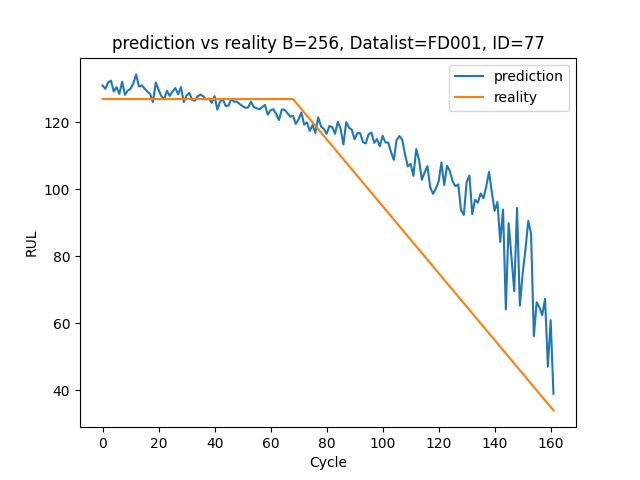 prediction vs reality B=256, Datalist=FD001, ID=77
prediction
reality
RUL
120
100
80
60
40
0 20 40 60 80 100 120 140 160
Cycle